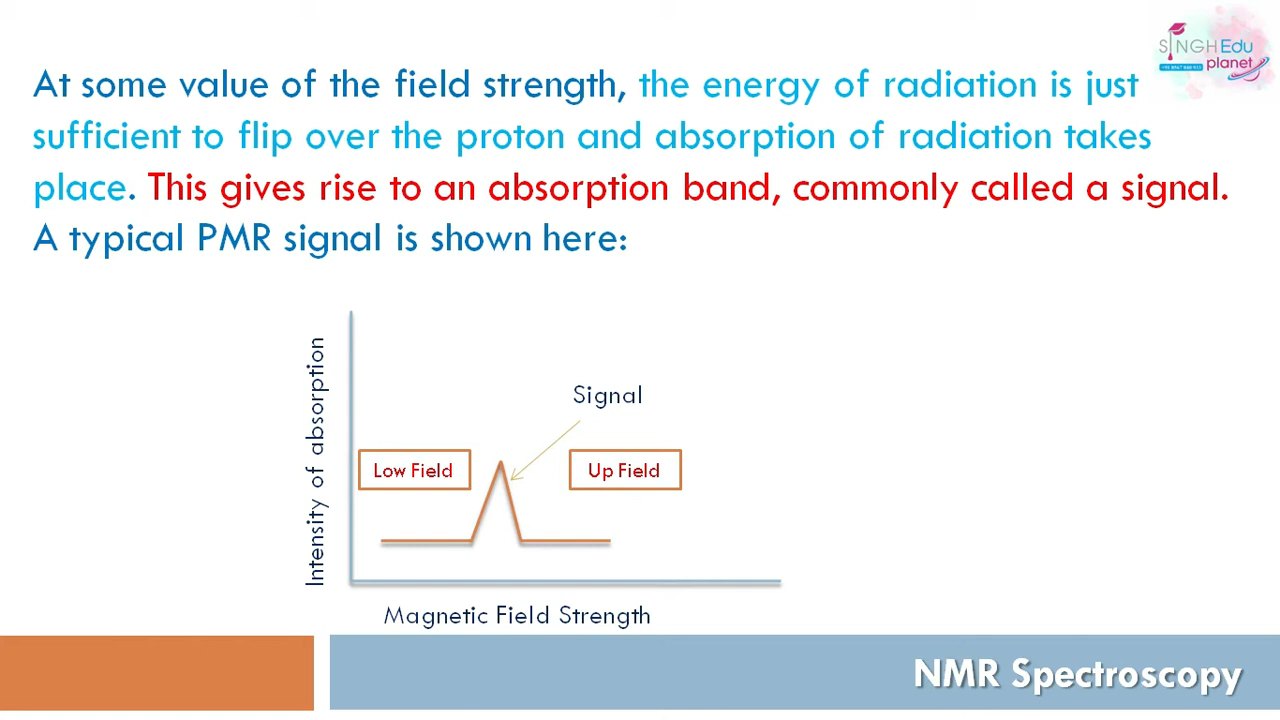 SINGH Edu
planet
At some value of the field strength, the energy of radiation is just
sufficient to flip over the proton and absorption of radiation takes
place. This gives rise to an absorption band, commonly called a signal.
A typical PMR signal is shown here:
Intensity of absorption
Signal
Low Field
Up Field
Magnetic Field Strength
NMR Spectroscopy